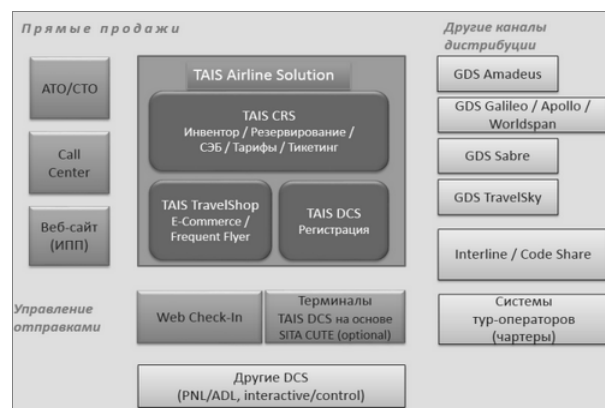 Прямые продажи
Другие каналы
дистрибуции
АТО/СТО
Call
Center
Веб-сайт
(ИПП)
TAIS Airline Solution
TAIS CRS
Инвентор / Резервирование /
СЭБ / Тарифы / Тикетинг
TAIS TravelShop
E-Commerce /
Frequent Flyer
TAIS DCS
Регистрация
GDS Amadeus
GDS Galileo / Apollo /
Worldspan
GDS Sabre
GDS TravelSky
Interline / Code Share
Системы
тур-операторов
(чартеры)
Управление
отправками
Web Check-In
Терминалы
TAIS DCS на основе
SITA CUTE (optional)
Другие DCS
(PNL/ADL, interactive/control)